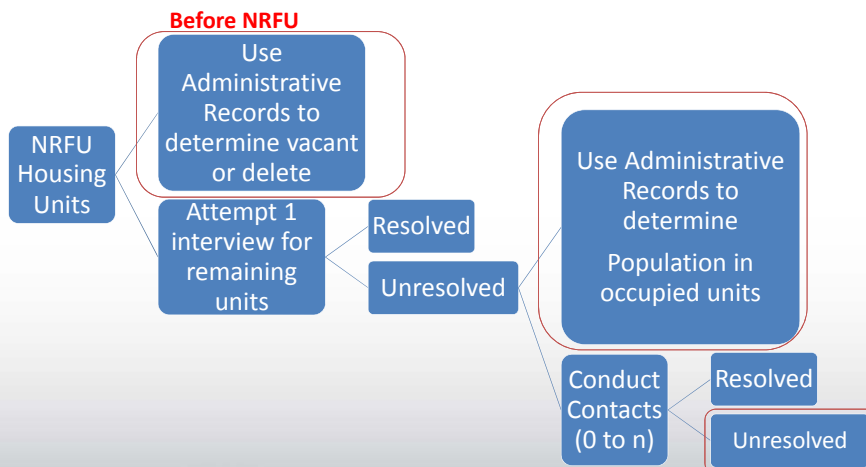 Before NRFU
Use
Administrative
Records to
determine vacant
or delete
NRFU
Housing
Units
Attempt 1
interview for
remaining
units
Resolved
Unresolved
Use Administrative
Records to
determine
Population in
occupied units
Conduct
Contacts
(0 to n)
Resolved
Unresolved